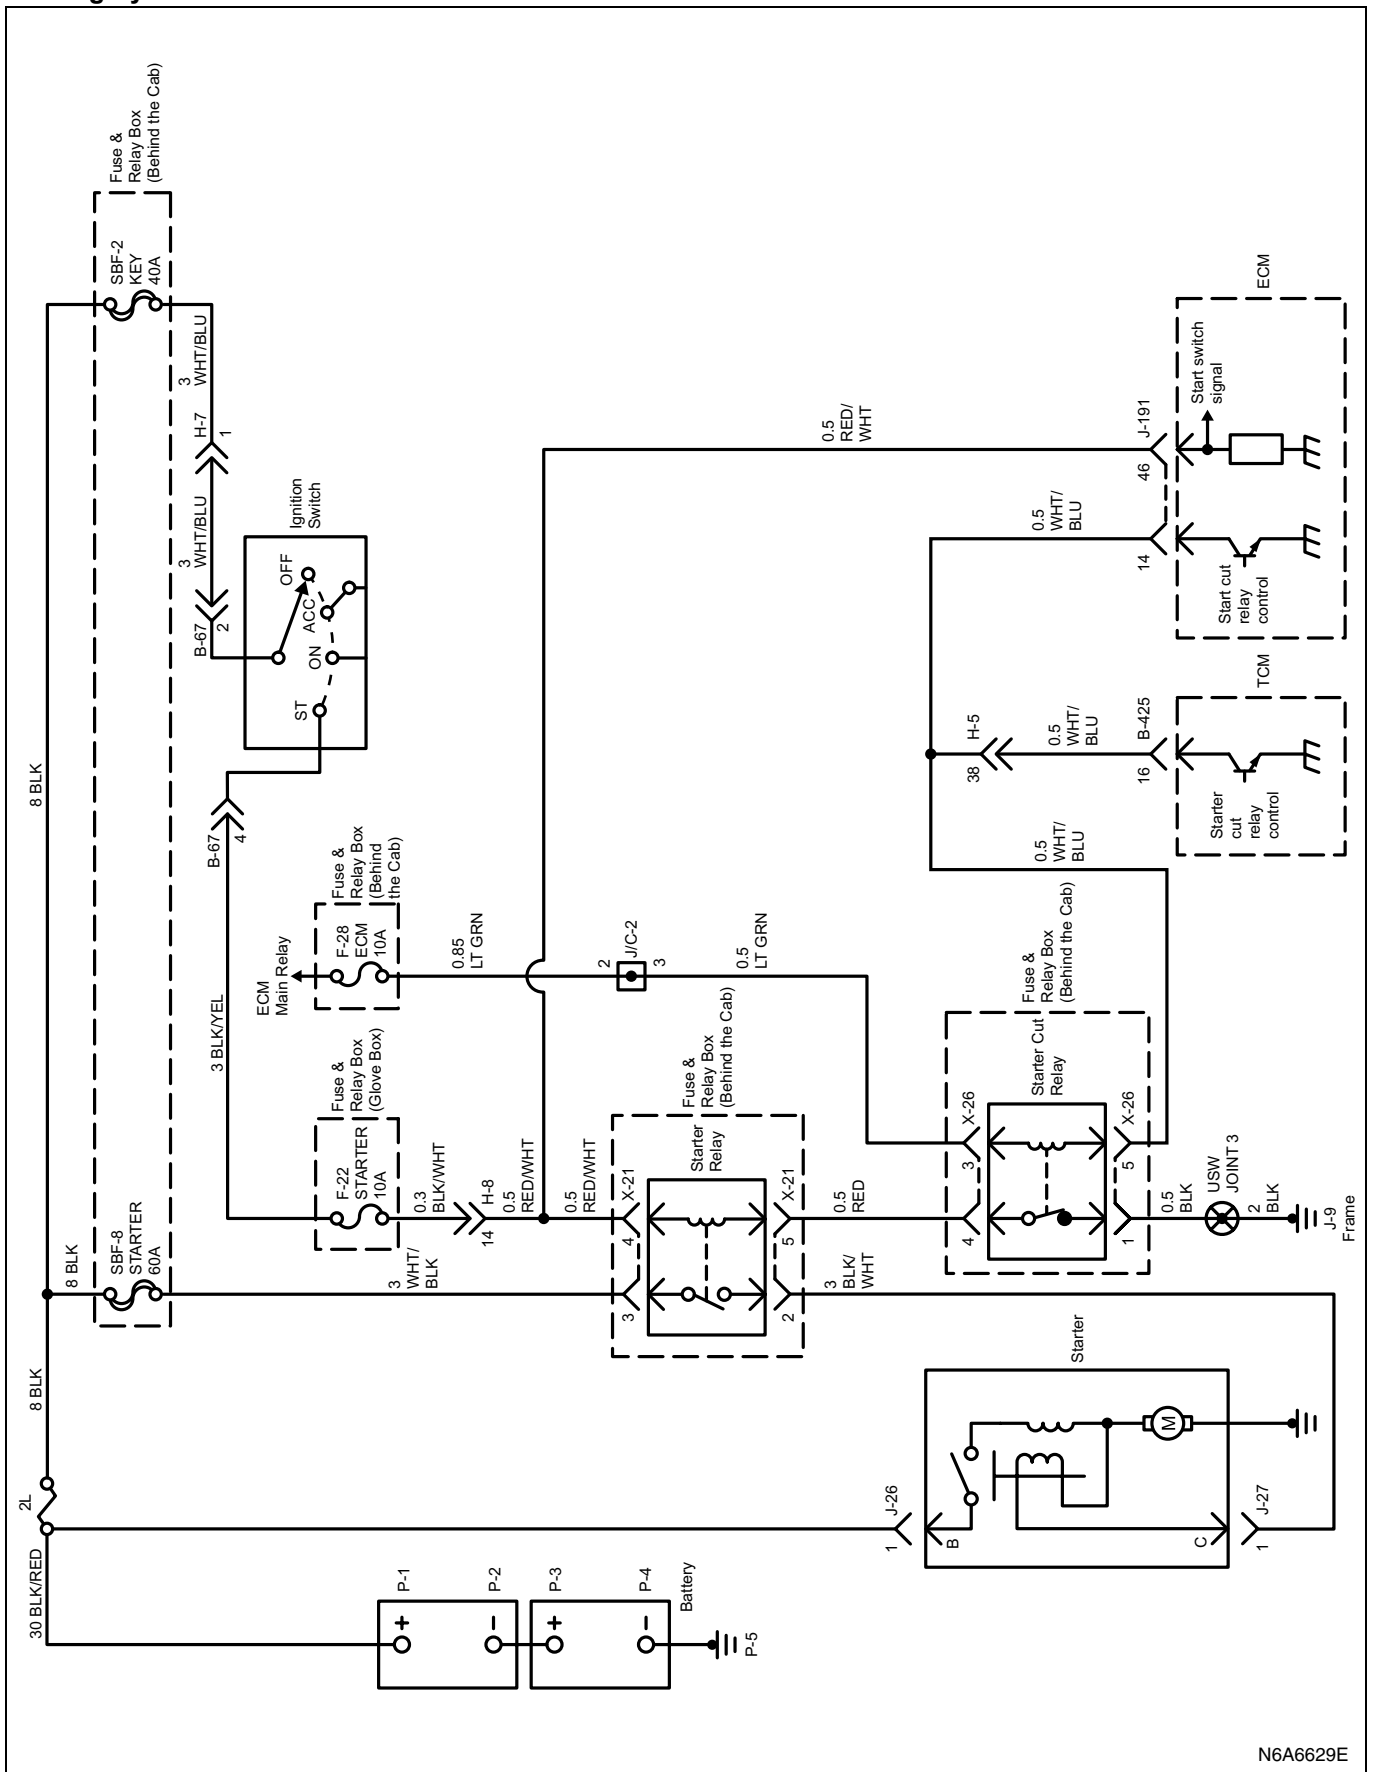 8 BLK
8 BLK
2L
30 BLK/RED
8 BLK
Fuse &
Relay Box
(Behind the Cab)
SBF-2
KEY
40A
SBF-8
STARTER
60A
3
WHT/BLU
H-7
1
3
WHT/BLU
B-67
2
Ignition
Switch
OFF
ACC
ON
ST
B-67
4
3 BLK/YEL
Fuse &
Relay Box
(Behind
the Cab)
F-28
ECM
10A
ECM
Main Relay
Fuse &
Relay Box
(Glove Box)
F-22
STARTER
10A
0.85
LT GRN
0.3
BLK/WHT
H-8
14
0.5
RED/WHT
0.5
RED/WHT
3
WHT/
BLK
J/C-2
2
3
0.5
LT GRN
0.5
RED/
WHT
Fuse &
Relay Box
(Behind the Cab)
Starter
Relay
X-21
4
3
X-21
5
2
0.5
RED
3
BLK/
WHT
Fuse &
Relay Box
(Behind the Cab)
Starter Cut
Relay
X-26
3
4
X-26
5
1
0.5
WHT/
BLU
0.5
BLK
USW
JOINT 3
2
BLK
J-9
Frame
0.5
WHT/
BLU
H-5
38
0.5
WHT/
BLU
B-425
16
TCM
Starter
cut
relay
control
J-191
46
14
ECM
Start switch
signal
Start cut
relay
control
Starter
J-26
1
B
M
C
J-27
1
P-1
+
P-2
−
P-3
+
P-4
−
Battery
P-5
N6A6629E